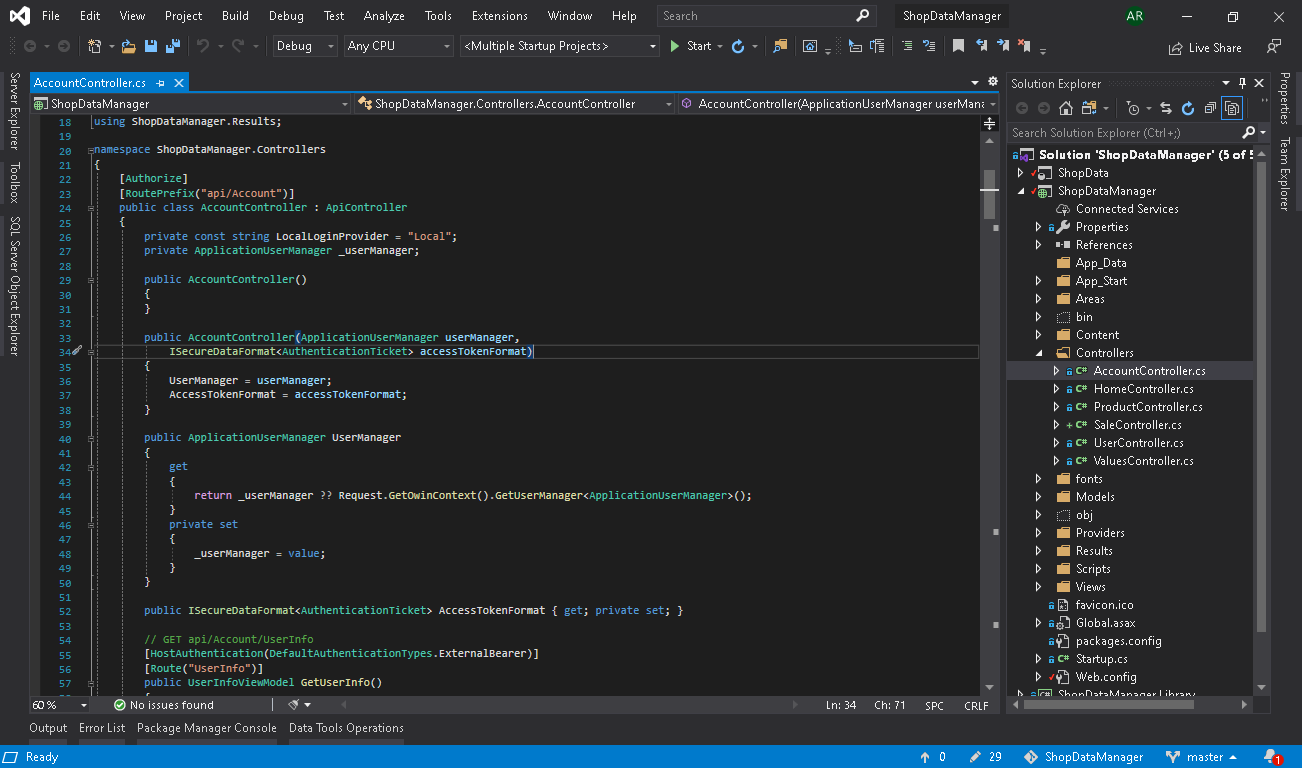 File Edit View Project Build Debug Test Analyze Tools Extensions Window Help Search ShopDataManager AR
Debug Any CPU <Multiple Startup Projects> Start Live Share
Server Explorer
Toolbox
SQL Server Object Explorer
AccountController.cs
ShopDataManager ShopDataManager.Controllers.AccountController AccountController(ApplicationUserManager userMana
18 using ShopDataManager.Results;
19
20 namespace ShopDataManager.Controllers
21 {
22 [Authorize]
23 [RoutePrefix("api/Account")]
24 public class AccountController : ApiController
25 {
26 private const string LocalLoginProvider = "Local";
27 private ApplicationUserManager _userManager;
28
29 public AccountController()
30 {
31 }
32
33 public AccountController(ApplicationUserManager userManager,
34 ISecureDataFormat<AuthenticationTicket> accessTokenFormat)
35 {
36 UserManager = userManager;
37 AccessTokenFormat = accessTokenFormat;
38 }
39
40 public ApplicationUserManager UserManager
41 {
42 get
43 {
44 return _userManager ?? Request.GetOwinContext().GetUserManager<ApplicationUserManager>();
45 }
46 private set
47 {
48 _userManager = value;
49 }
50 }
51
52 public ISecureDataFormat<AuthenticationTicket> AccessTokenFormat { get; private set; }
53
54 // GET api/Account/UserInfo
55 [HostAuthentication(DefaultAuthenticationTypes.ExternalBearer)]
56 [Route("UserInfo")]
57 public UserInfoViewModel GetUserInfo()
60 % No issues found Ln: 34 Ch: 71 SPC CRLF
Solution Explorer
Search Solution Explorer (Ctrl+;)
Solution 'ShopDataManager' (5 of 5
ShopData
ShopDataManager
Connected Services
Properties
References
App_Data
App_Start
Areas
bin
Content
Controllers
C# AccountController.cs
C# HomeController.cs
C# ProductController.cs
+ C# SaleController.cs
C# UserController.cs
C# ValuesController.cs
fonts
Models
obj
Providers
Results
Scripts
Views
favicon.ico
Global.asax
packages.config
C# Startup.cs
Web.config
C# ShopDataManager.Library
Properties
Team Explorer
Output Error List Package Manager Console Data Tools Operations
Ready 0 29 ShopDataManager master 1